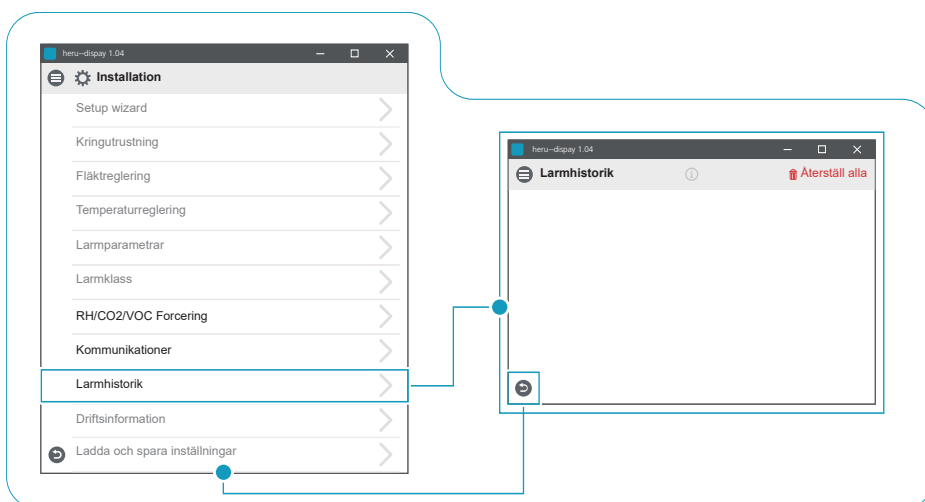 heru--dispay 1.04
Installation
Setup wizard
Kringutrustning
Fläktreglering
Temperaturreglering
Larmparametrar
Larmklass
RH/CO2/VOC Forcering
Kommunikationer
Larmhistorik
Driftsinformation
Ladda och spara inställningar
heru--dispay 1.04
Larmhistorik
Återställ alla